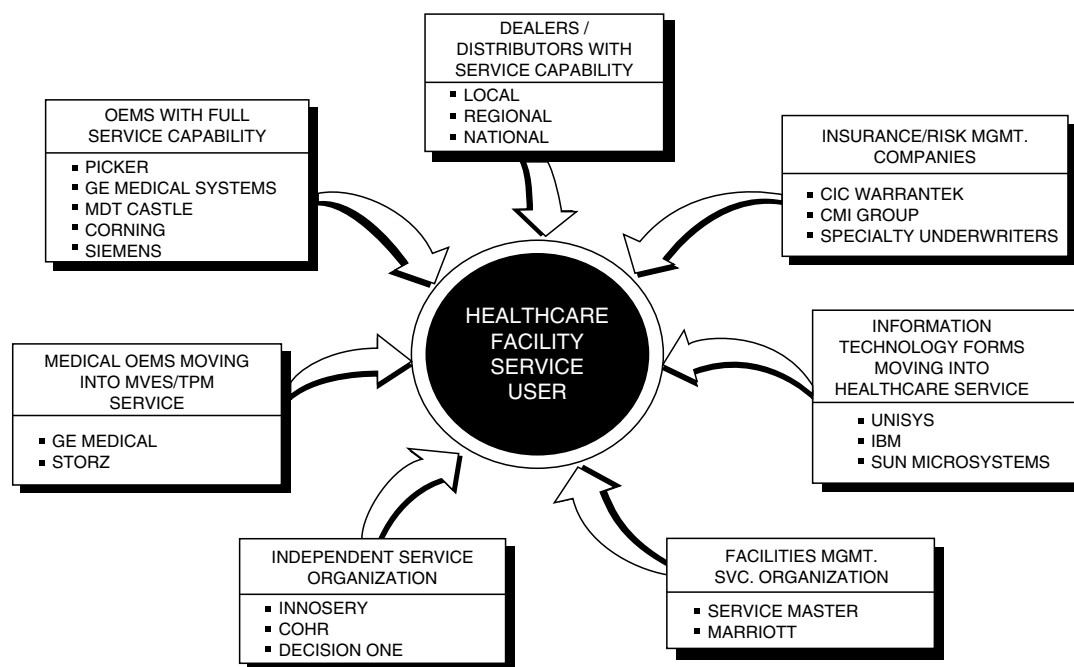 DEALERS /
DISTRIBUTORS WITH
SERVICE CAPABILITY
▪ LOCAL
▪ REGIONAL
▪ NATIONAL
OEMS WITH FULL
SERVICE CAPABILITY
▪ PICKER
▪ GE MEDICAL SYSTEMS
▪ MDT CASTLE
▪ CORNING
▪ SIEMENS
INSURANCE/RISK MGMT.
COMPANIES
▪ CIC WARRANTEK
▪ CMI GROUP
▪ SPECIALTY UNDERWRITERS
HEALTHCARE
FACILITY
SERVICE
USER
MEDICAL OEMS MOVING
INTO MVES/TPM
SERVICE
▪ GE MEDICAL
▪ STORZ
INFORMATION
TECHNOLOGY FORMS
MOVING INTO
HEALTHCARE SERVICE
▪ UNISYS
▪ IBM
▪ SUN MICROSYSTEMS
INDEPENDENT SERVICE
ORGANIZATION
▪ INNOSERY
▪ COHR
▪ DECISION ONE
FACILITIES MGMT.
SVC. ORGANIZATION
▪ SERVICE MASTER
▪ MARRIOTT